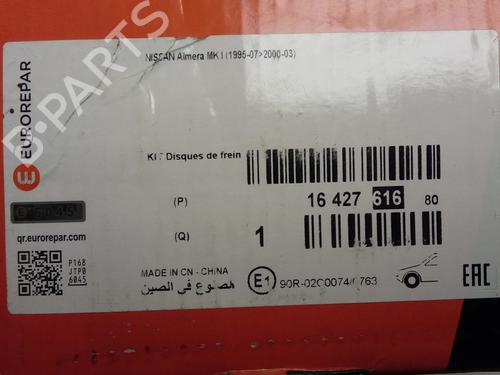 NISSAN Almera MK I (1995-07>2000-03)
EUROREPAR
KIT Disques de frein
(P)
16 427 616 80
(Q)
1
qr.eurorepar.com
P168
JTP0
6045
MADE IN CN - CHINA
مصنوع في الصين
E1
90R-02C0074/0763
EAC
B-PARTS